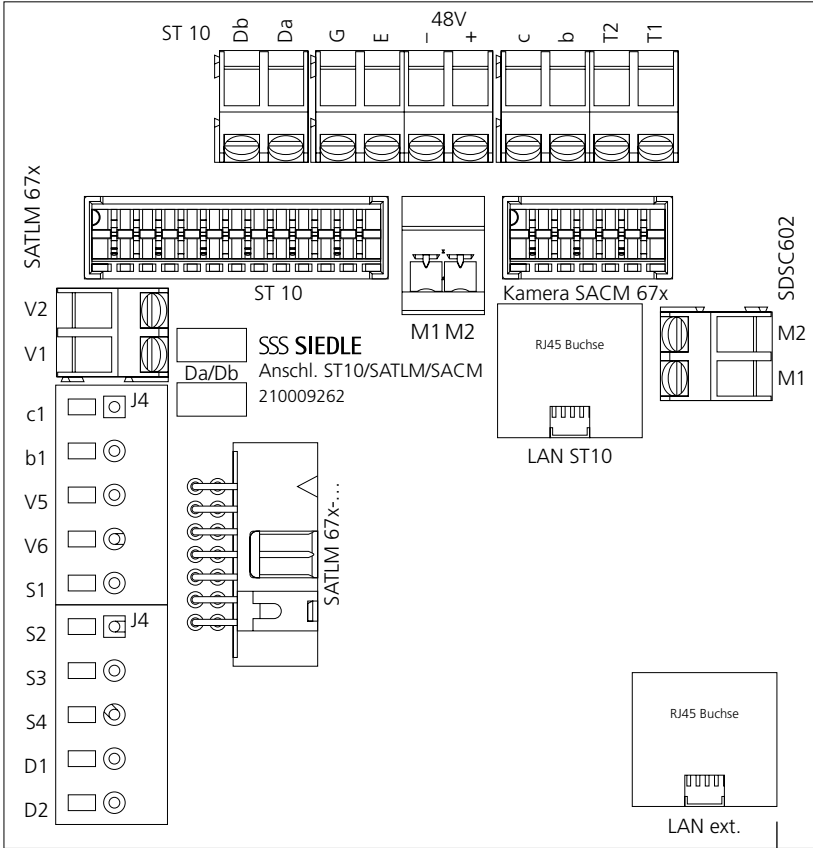 48V
ST 10 Db Da G E – + c b T2 T1
SATLM 67x
ST 10
Kamera SACM 67x
SDSC602
M1 M2
V2
V1
M2
M1
SSS SIEDLE
Da/Db
Anschl. ST10/SATLM/SACM
210009262
RJ45 Buchse
LAN ST10
c1
J4
b1
V5
V6
S1
S2
J4
S3
S4
D1
D2
SATLM 67x-...
RJ45 Buchse
LAN ext.